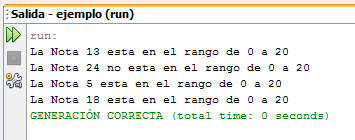 Salida - ejemplo (run)
run:
La Nota 13 esta en el rango de 0 a 20
La Nota 24 no esta en el rango de 0 a 20
La Nota 5 esta en el rango de 0 a 20
La Nota 18 esta en el rango de 0 a 20
GENERACIÓN CORRECTA (total time: 0 seconds)